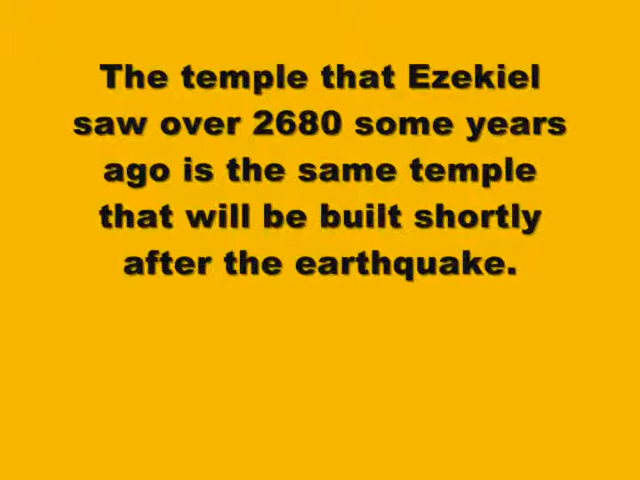 The temple that Ezekiel
saw over 2680 some years
ago is the same temple
that will be built shortly
after the earthquake.